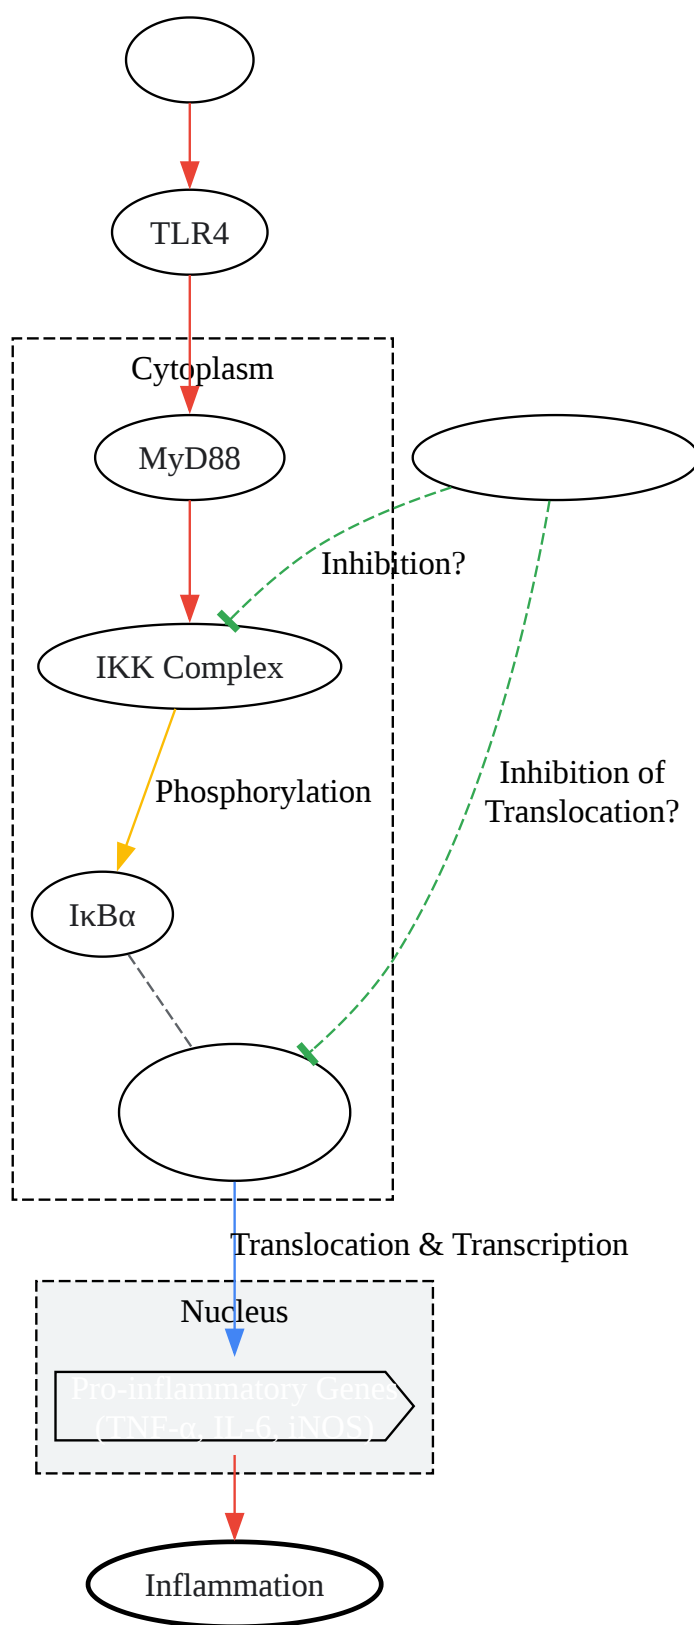 TLR4
Cytoplasm
MyD88
Inhibition?
IKK Complex
Phosphorylation
Inhibition of
Translocation?
IκBα
Translocation & Transcription
Nucleus
Pro-inflammatory Genes
(TNF-α, IL-6, iNOS)
Inflammation